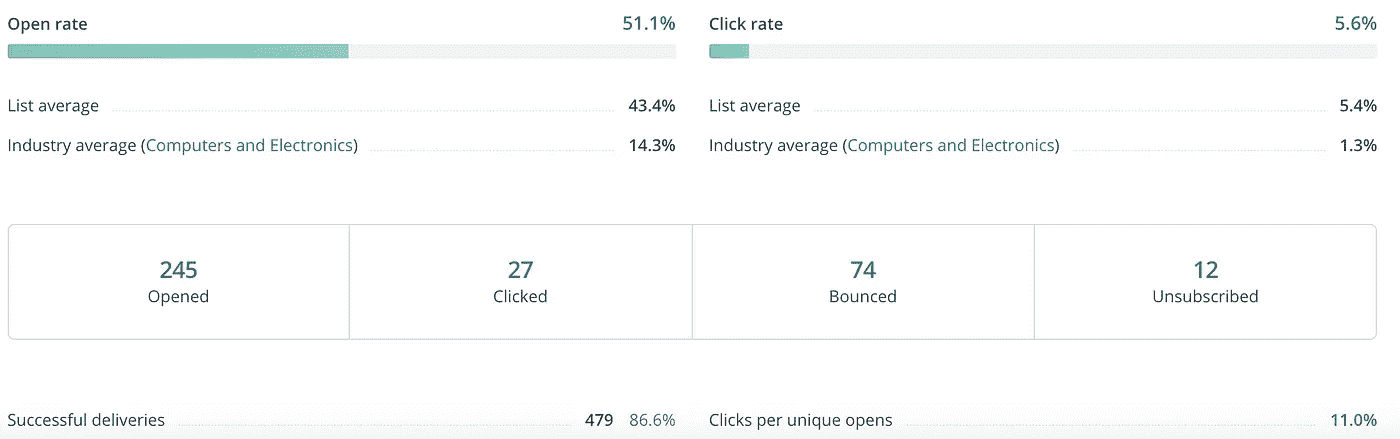 Open rate 51.1% Click rate 5.6%
List average 43.4% List average 5.4%
Industry average (Computers and Electronics) 14.3% Industry average (Computers and Electronics) 1.3%
245 27 74 12
Opened Clicked Bounced Unsubscribed
Successful deliveries 479 86.6% Clicks per unique opens 11.0%